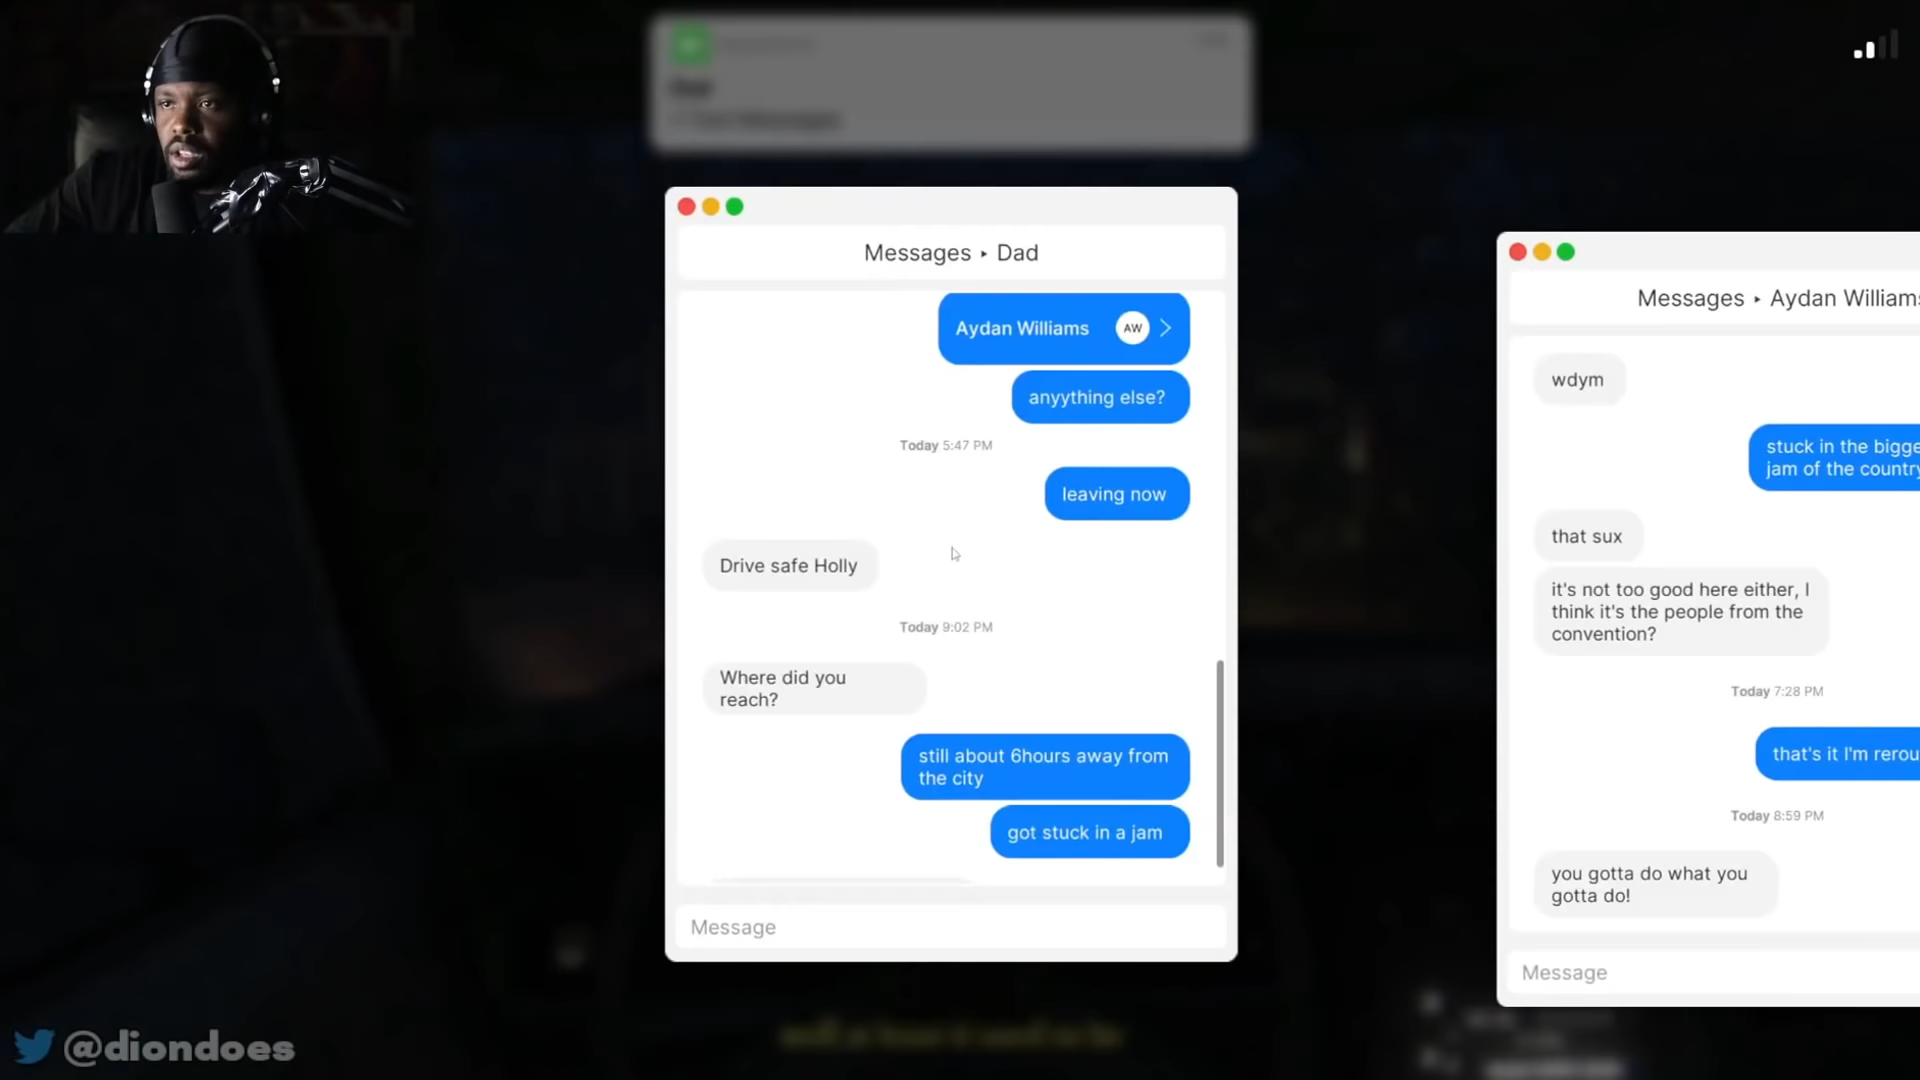 Messages ▸ Dad
Aydan Williams AW
anyything else?
Today 5:47 PM
leaving now
Drive safe Holly
Today 9:02 PM
Where did you
reach?
still about 6hours away from
the city
got stuck in a jam
Message
Messages ▸ Aydan Williams
wdym
stuck in the bigge
jam of the country
that sux
it's not too good here either, I
think it's the people from the
convention?
Today 7:28 PM
that's it I'm rerou
Today 8:59 PM
you gotta do what you
gotta do!
Message
@diondoes